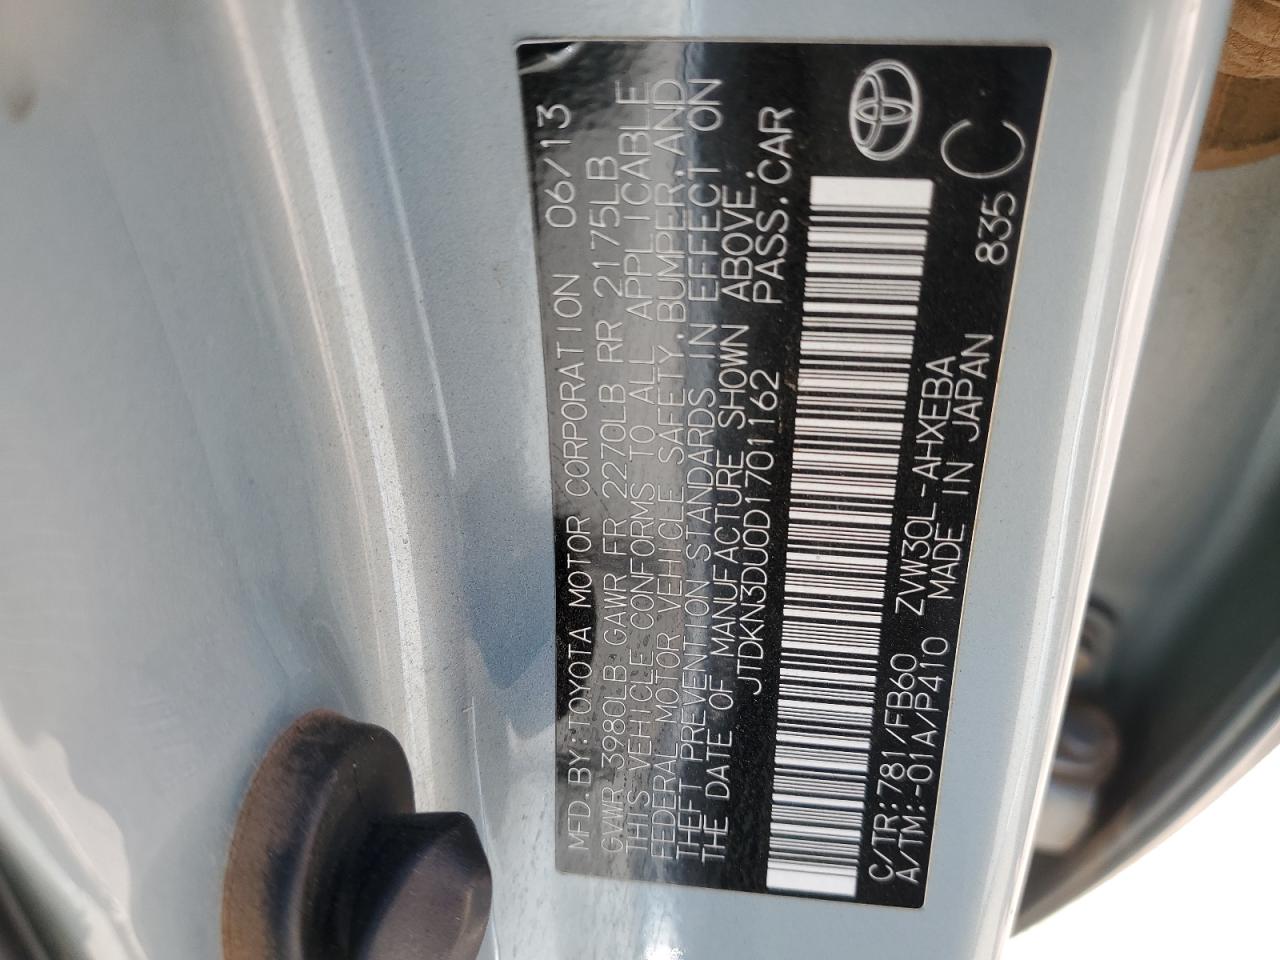 MFD.BY:TOYOTA MOTOR CORPORATION 06/13
GVWR 3980LB GAWR FR 2270LB RR 2175LB
THIS VEHICLE CONFORMS TO ALL APPLICABLE
FEDERAL MOTOR VEHICLE SAFETY,BUMPER,AND
THEFT PREVENTION STANDARDS IN EFFECT ON
THE DATE OF MANUFACTURE SHOWN ABOVE.
JTDKN3DU0D1701162 PASS.CAR
C/TR:781/FB60 ZVW30L-AHXEBA 835 C
A/TM:-01A/P410 MADE IN JAPAN